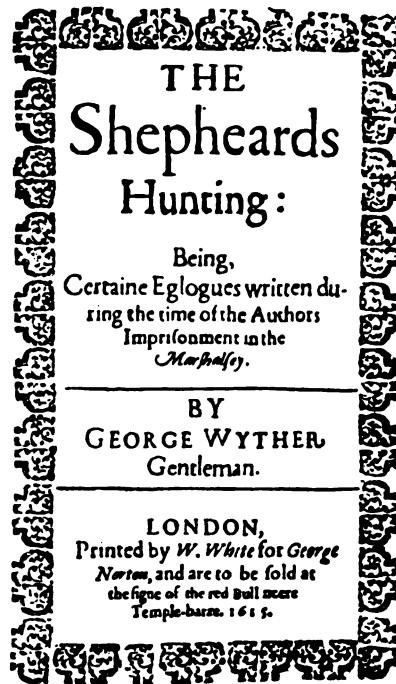 THE
Shepheards
Hunting:
Being,
Certaine Eglogues written du-
ring the time of the Authors
Impriſonment in the
Marſhalſey.
BY
GEORGE WYTHER
Gentleman.
LONDON,
Printed by W. White for George
Norton, and are to be ſold at
the ſigne of the red Bull neere
Temple-barre. 1615.